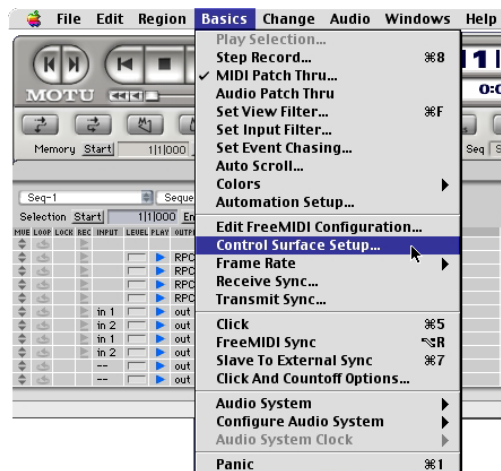 File Edit Region Basics Change Audio Windows Help
Play Selection...
Step Record... ⌘8
✓ MIDI Patch Thru...
Audio Patch Thru
Set View Filter... ⌘F
Set Input Filter...
Set Event Chasing...
Auto Scroll...
Colors
Automation Setup...
Edit FreeMIDI Configuration...
Control Surface Setup...
Frame Rate
Receive Sync...
Transmit Sync...
Click ⌘5
FreeMIDI Sync ⌥R
Slave To External Sync ⌘7
Click And Countoff Options...
Audio System
Configure Audio System
Audio System Clock
Panic ⌘1
MOTU
Memory Start 1|1|000
Seq
Seq-1 Seque
Selection Start 1|1|000 En
MVE LOOP LOCK REC INPUT LEVEL PLAY OUTP
RPC
RPC
RPC
RPC
in 1 out
in 2 out
in 1 out
in 2 out
-- out
-- out